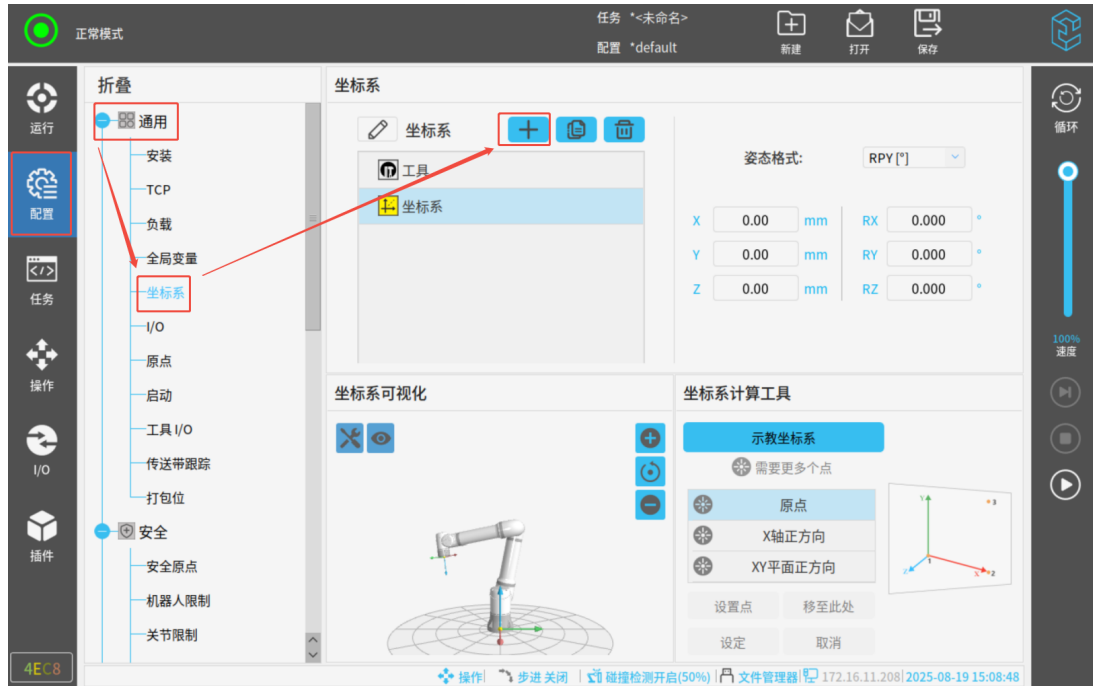 正常模式
任务 *<未命名>
配置 *default
新建
打开
保存
运行
配置
任务
操作
I/O
插件
4EC8
折叠
通用
安装
TCP
负载
全局变量
坐标系
I/O
原点
启动
工具 I/O
传送带跟踪
打包位
安全
安全原点
机器人限制
关节限制
坐标系
坐标系
工具
坐标系
姿态格式: RPY [°]
X 0.00 mm RX 0.000 °
Y 0.00 mm RY 0.000 °
Z 0.00 mm RZ 0.000 °
坐标系可视化
坐标系计算工具
示教坐标系
需要更多个点
原点
X轴正方向
XY平面正方向
Y
3
1
Z
X
2
设置点 移至此处
设定 取消
循环
100%
速度
操作 步进 关闭 碰撞检测开启(50%) 文件管理器 172.16.11.208 2025-08-19 15:08:48